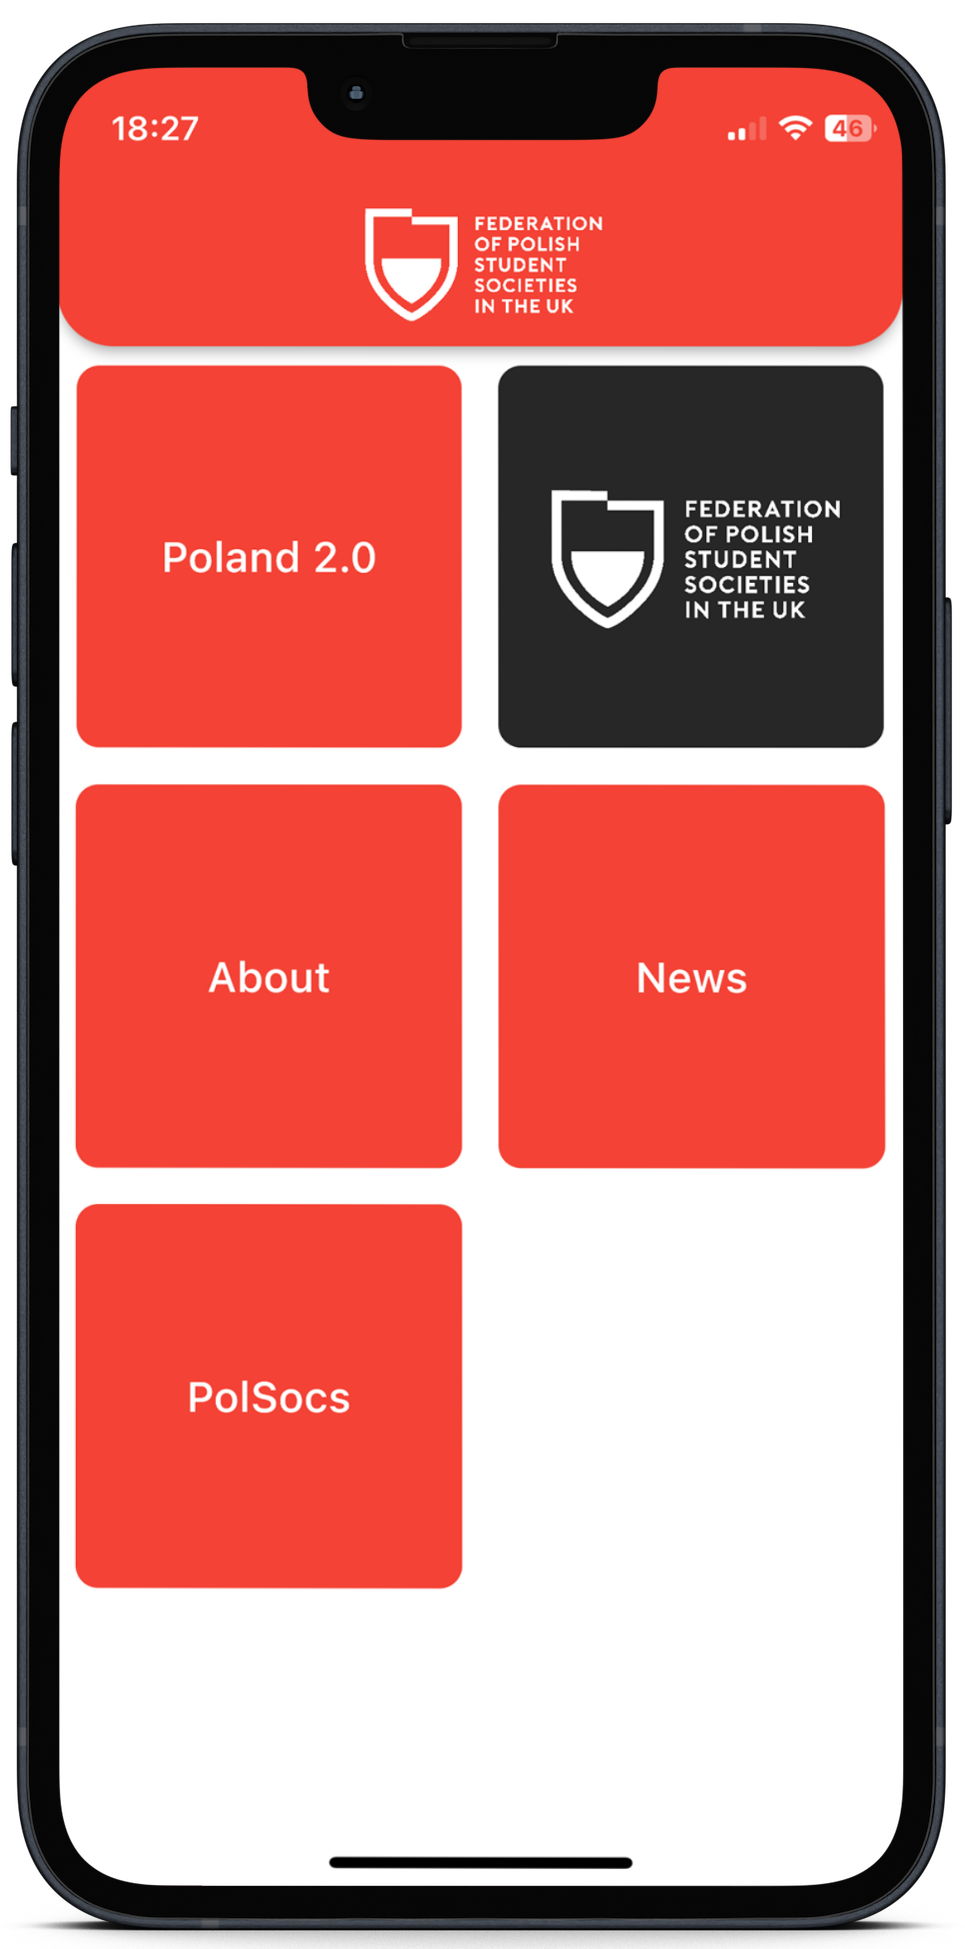 18:27
46
FEDERATION
OF POLISH
STUDENT
SOCIETIES
IN THE UK
Poland 2.0
FEDERATION
OF POLISH
STUDENT
SOCIETIES
IN THE UK
About
News
PolSocs